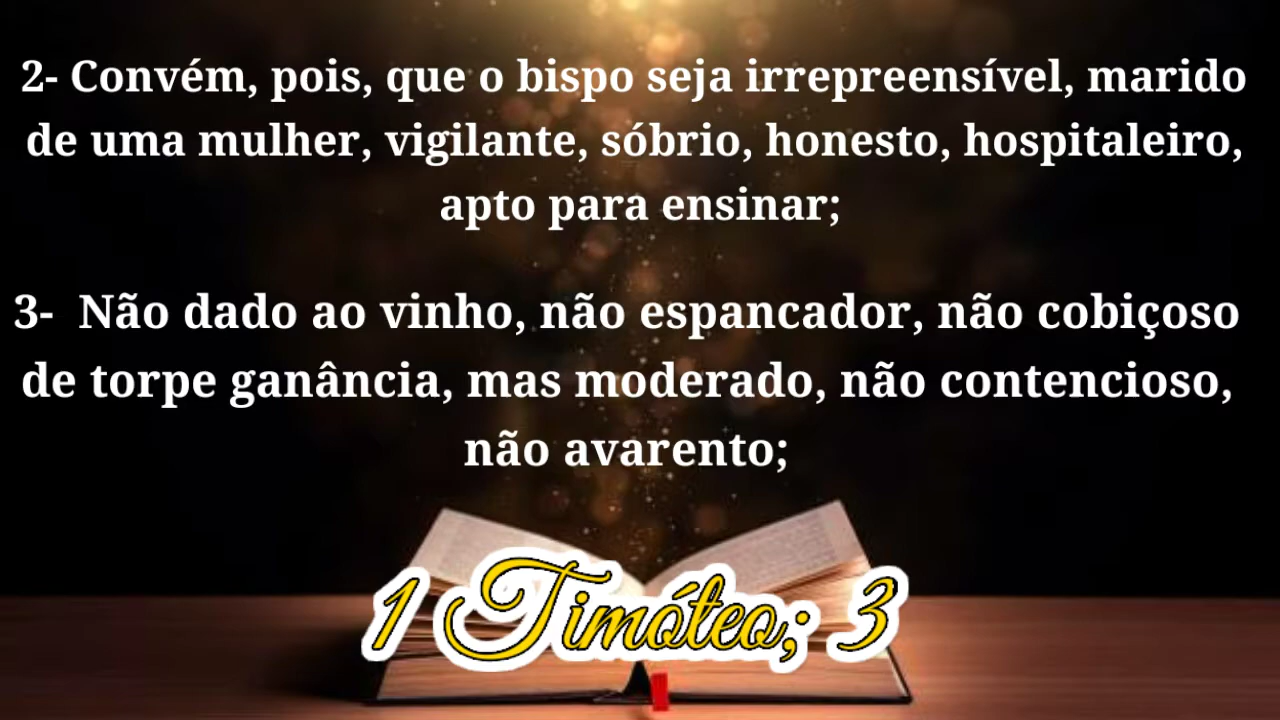 2- Convém, pois, que o bispo seja irrepreensível, marido
de uma mulher, vigilante, sóbrio, honesto, hospitaleiro,
apto para ensinar;
3-  Não dado ao vinho, não espancador, não cobiçoso
de torpe ganância, mas moderado, não contencioso,
não avarento;
1 Timóteo; 3